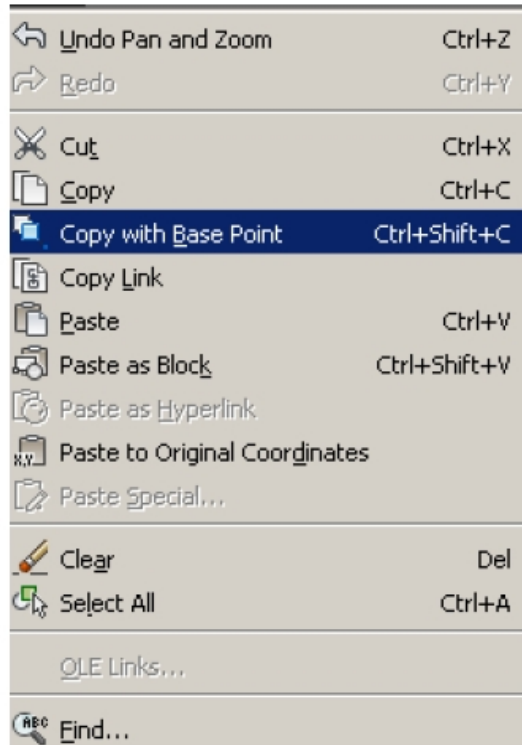 Undo Pan and Zoom Ctrl+Z
Redo Ctrl+Y
Cut Ctrl+X
Copy Ctrl+C
Copy with Base Point Ctrl+Shift+C
Copy Link
Paste Ctrl+V
Paste as Block Ctrl+Shift+V
Paste as Hyperlink
X,Y Paste to Original Coordinates
Paste Special...
Clear Del
Select All Ctrl+A
OLE Links...
ABC Find...